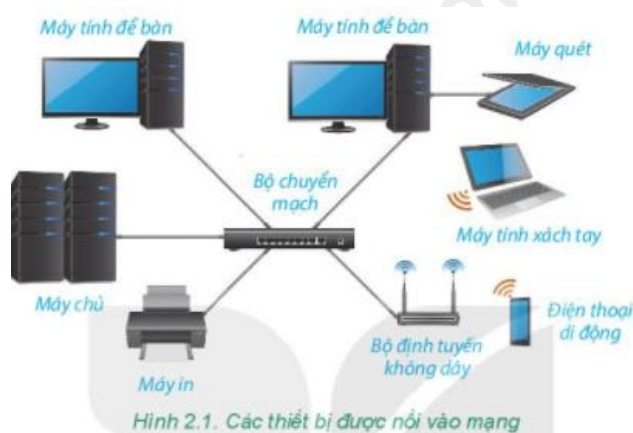 Máy tính để bàn
Máy tính để bàn
Máy quét
Bộ chuyển
mạch
Máy tính xách tay
Máy chủ
Điện thoại
di động
Bộ định tuyến
không dây
Máy in
Hình 2.1. Các thiết bị được nối vào mạng